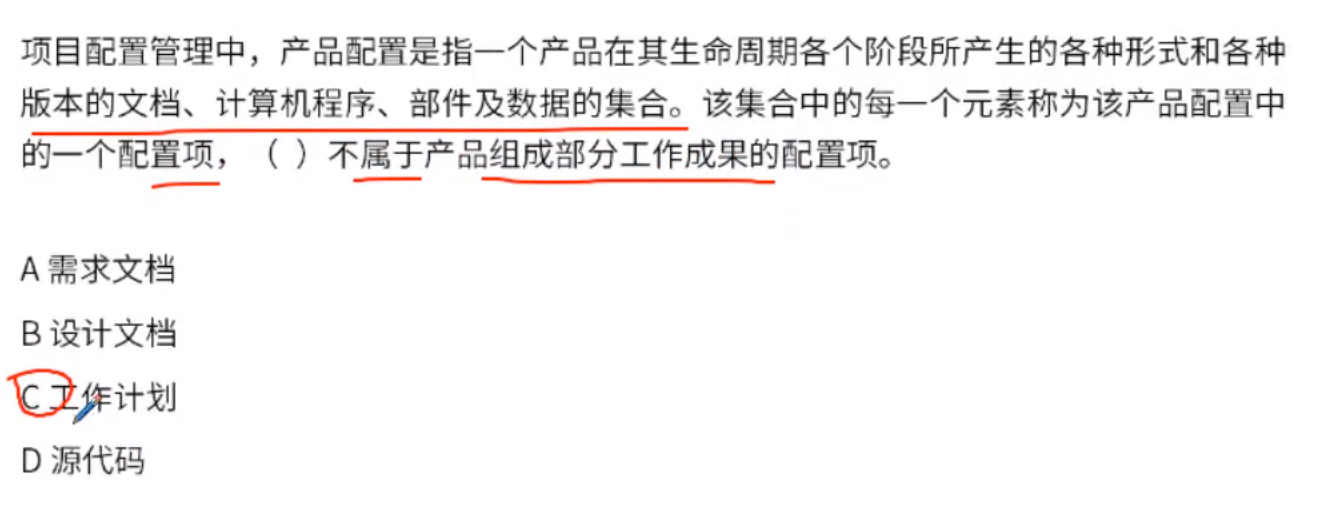 项目配置管理中，产品配置是指一个产品在其生命周期各个阶段所产生的各种形式和各种
版本的文档、计算机程序、部件及数据的集合。该集合中的每一个元素称为该产品配置中
的一个配置项，（ ）不属于产品组成部分工作成果的配置项。
A 需求文档
B 设计文档
C 工作计划
D 源代码